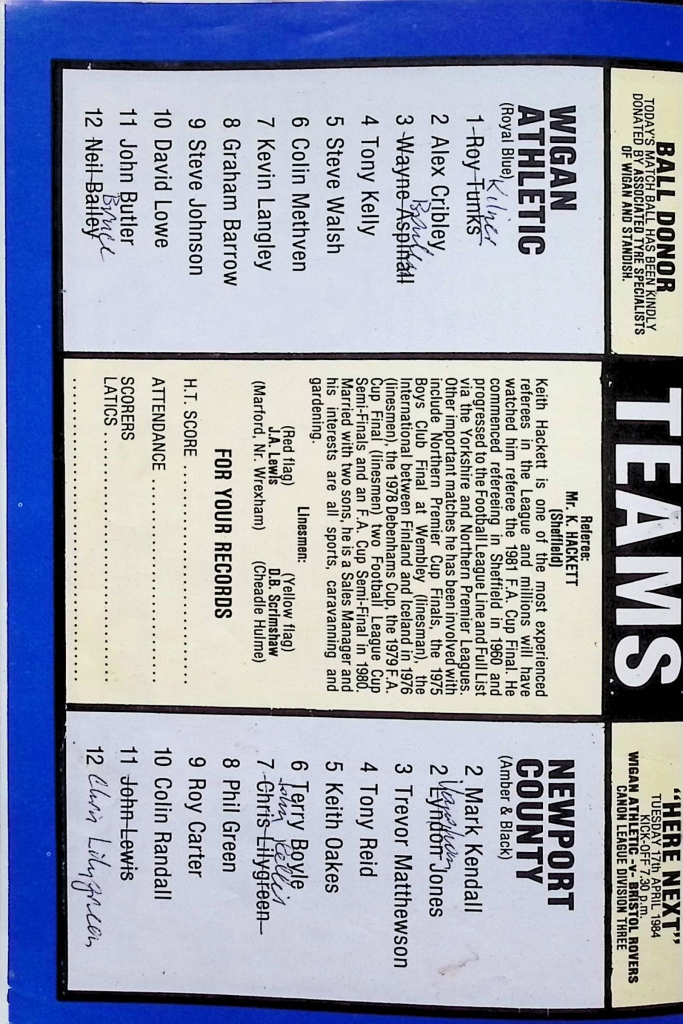 BALL DONOR
TODAY'S MATCH BALL HAS BEEN KINDLY
DONATED BY ASSOCIATED TYRE SPECIALISTS
OF WIGAN AND STANDISH.
TEAMS
"HERE NEXT"
TUESDAY 17th APRIL 1984
KICK-OFF 7.30 p.m.
WIGAN ATHLETIC -v- BRISTOL ROVERS
CANON LEAGUE DIVISION THREE
WIGAN
ATHLETIC
(Royal Blue)
Kilner
1 Roy Tunks
2 Alex Cribley
3 Wayne Aspinall
4 Tony Kelly
5 Steve Walsh
6 Colin Methven
7 Kevin Langley
8 Graham Barrow
9 Steve Johnson
10 David Lowe
11 John Butler
Bruce
12 Neil Bailey
Referee:
Mr. K. HACKETT
(Sheffield)
Keith Hackett is one of the most experienced
referees in the League and millions will have
watched him referee the 1981 F.A. Cup Final. He
commenced refereeing in Sheffield in 1960 and
progressed to the Football League Line and Full List
via the Yorkshire and Northern Premier Leagues.
Other important matches he has been involved with
include Northern Premier Cup Finals, the 1975
Boys Club Final at Wembley (linesman), the
International between Finland and Iceland in 1976
(linesmen), the 1978 Debenhams Cup, the 1979 F.A.
Cup Final (linesmen) two Football League Cup
Semi-Finals and an F.A. Cup Semi-Final in 1980.
Married with two sons, he is a Sales Manager and
his interests are all sports, caravanning and
gardening.
Linesmen:
(Red flag) (Yellow flag)
J.A. Lewis D.B. Scrimshaw
(Marford, Nr. Wrexham) (Cheadle Hulme)
FOR YOUR RECORDS
H.T. SCORE ..............................
ATTENDANCE ..............................
SCORERS
LATICS ..............................
..............................
NEWPORT
COUNTY
(Amber & Black)
2 Mark Kendall
2 Lyndon Jones
3 Trevor Matthewson
4 Tony Reid
5 Keith Oakes
6 Terry Boyle
John Relish
7 Chris Lilygreen
8 Phil Green
9 Roy Carter
10 Colin Randall
11 John Lewis
12 Chris Lilygreen